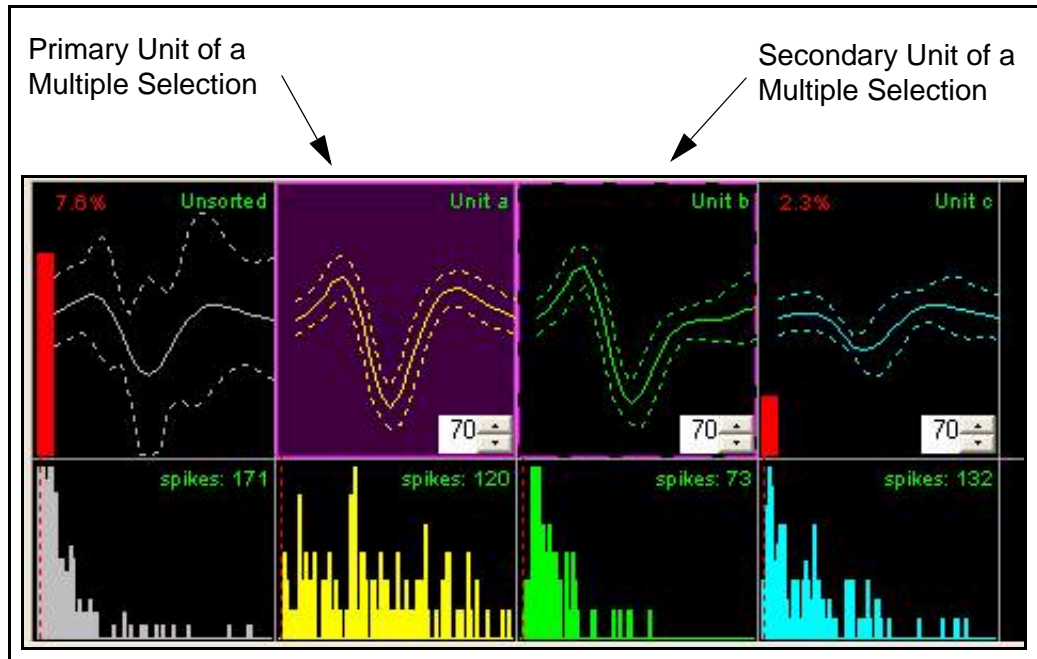 Primary Unit of a
Multiple Selection
Secondary Unit of a
Multiple Selection
7.6% Unsorted
Unit a
Unit b
2.3% Unit c
70
70
70
spikes: 171
spikes: 120
spikes: 73
spikes: 132